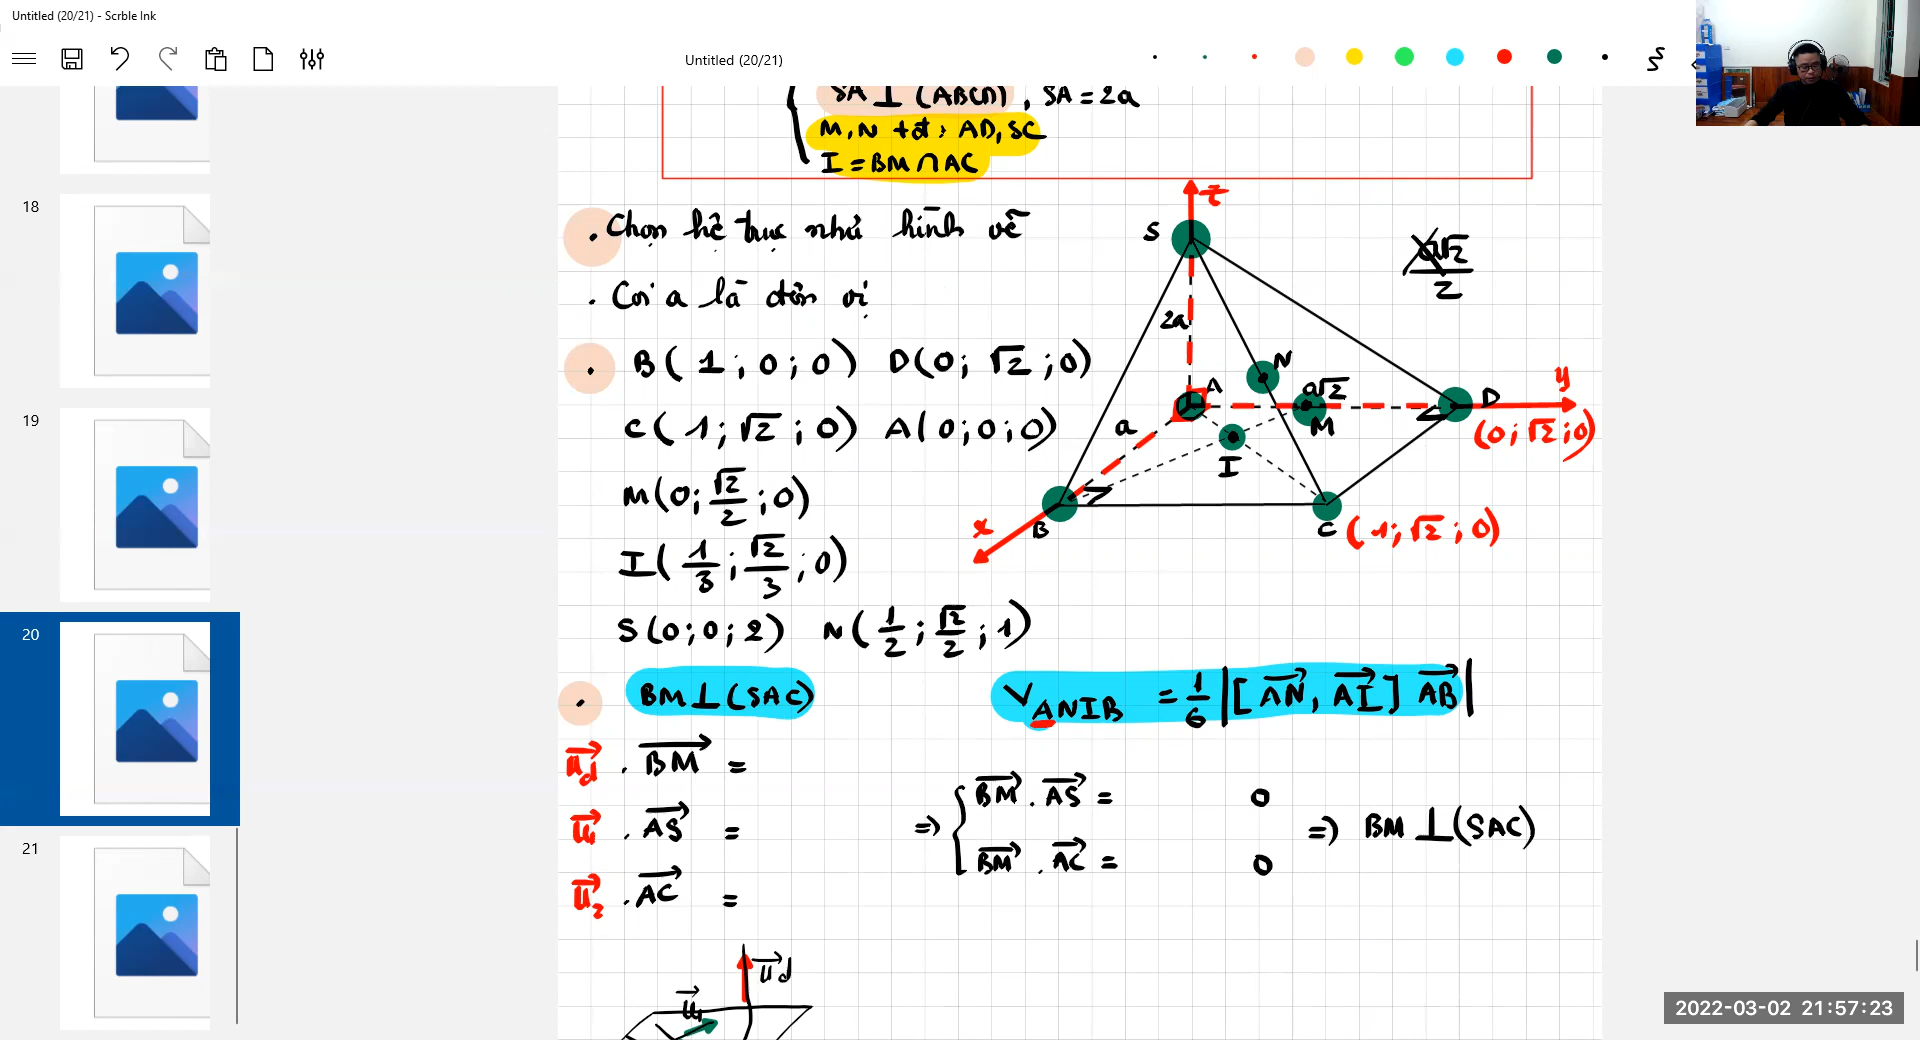 Untitled (20/21) - Scrble Ink
Untitled (20/21)
SA ⊥ (ABCD), SA = 2a
M, N tđ: AD, SC
I = BM ∩ AC
. Chọn hệ trục như hình vẽ
. Coi a là đơn vị
. B(1; 0; 0) D(0; √2; 0)
C(1; √2; 0) A(0; 0; 0)
M(0; √2/2; 0)
I(1/3; √2/3; 0)
S(0; 0; 2) N(1/2; √2/2; 1)
z
S
a√2/2
2a
N
A
a√2
y
D
M
(0; √2; 0)
a
I
x
B
C (1; √2; 0)
. BM ⊥ (SAC)
V_ANIB = 1/6 |[AN→, AI→] AB→|
u_d→ . BM→ =
u_1→ . AS→ =
u_2→ . AC→ =
=> { BM→ . AS→ = 0
BM→ . AC→ = 0
=> BM ⊥ (SAC)
u_d→
u_1→
18
19
20
21
2022-03-02 21:57:23